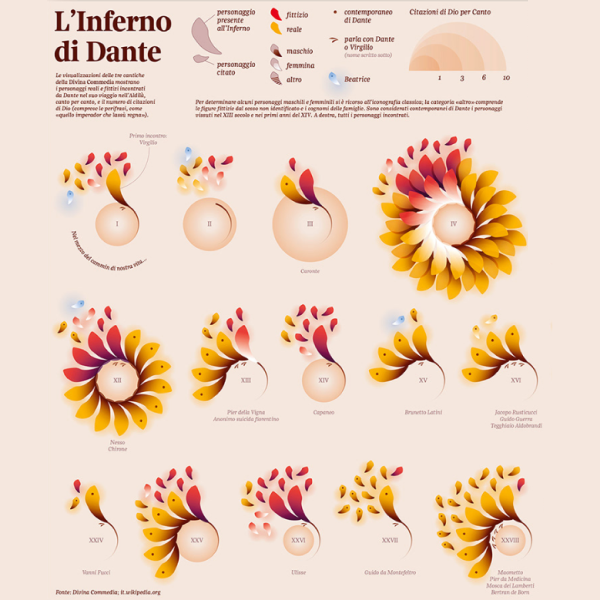 L'Inferno
di Dante
Le visualizzazioni delle tre cantiche
della Divina Commedia mostrano
i personaggi reali e fittizi incontrati
da Dante nel suo viaggio nell'Aldilà,
canto per canto, e il numero di citazioni
di Dio (comprese le perifrasi, come
«quello imperador che lassù regna»).
personaggio
presente
all'Inferno
personaggio
citato
fittizio
reale
maschio
femmina
altro
contemporaneo
di Dante
parla con Dante
o Virgilio
(nome scritto sotto)
Beatrice
Citazioni di Dio per Canto
1 3 6 10
Per determinare alcuni personaggi maschili e femminili si è ricorso all'iconografia classica; la categoria «altro» comprende
le figure fittizie dal sesso non identificato o i cognomi delle famiglie. Sono considerati contemporanei di Dante i personaggi
vissuti nel XIII secolo e nei primi anni del XIV. A destra, tutti i personaggi incontrati.
Primo incontro:
Virgilio
I
Nel mezzo del cammin di nostra vita...
II
III
Caronte
IV
XII
Nesso
Chirone
XIII
Pier della Vigna
Anonimo suicida fiorentino
XIV
Capaneo
XV
Brunetto Latini
XVI
Jacopo Rusticucci
Guido Guerra
Tegghiaio Aldobrandi
XXIV
Vanni Fucci
XXV
XXVI
Ulisse
XXVII
Guido da Montefeltro
XXVIII
Maometto
Pier da Medicina
Mosca dei Lamberti
Bertran de Born
Fonte: Divina Commedia; it.wikipedia.org